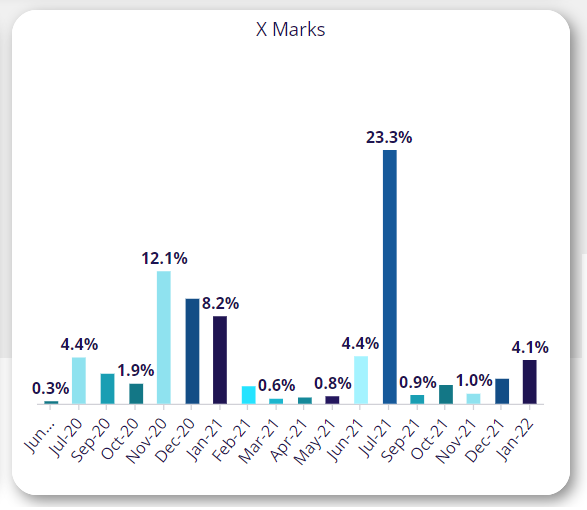 X Marks
23.3%
12.1%
8.2%
4.4%
4.4%
4.1%
1.9%
0.3%
0.6%
0.8%
0.9%
1.0%
Jun...
Jul-20
Sep-20
Oct-20
Nov-20
Dec-20
Jan-21
Feb-21
Mar-21
Apr-21
May-21
Jun-21
Jul-21
Sep-21
Oct-21
Nov-21
Dec-21
Jan-22